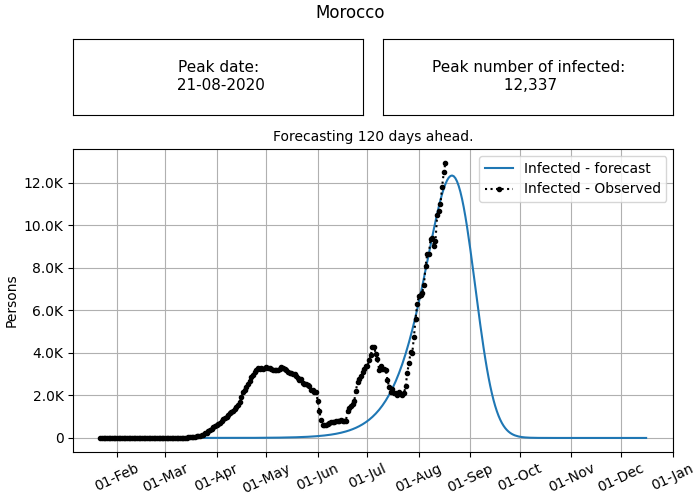 Morocco
Peak date:
21-08-2020
Peak number of infected:
12,337
Forecasting 120 days ahead.
Infected - forecast
Infected - Observed
Persons
12.0K
10.0K
8.0K
6.0K
4.0K
2.0K
0
01-Feb
01-Mar
01-Apr
01-May
01-Jun
01-Jul
01-Aug
01-Sep
01-Oct
01-Nov
01-Dec
01-Jan